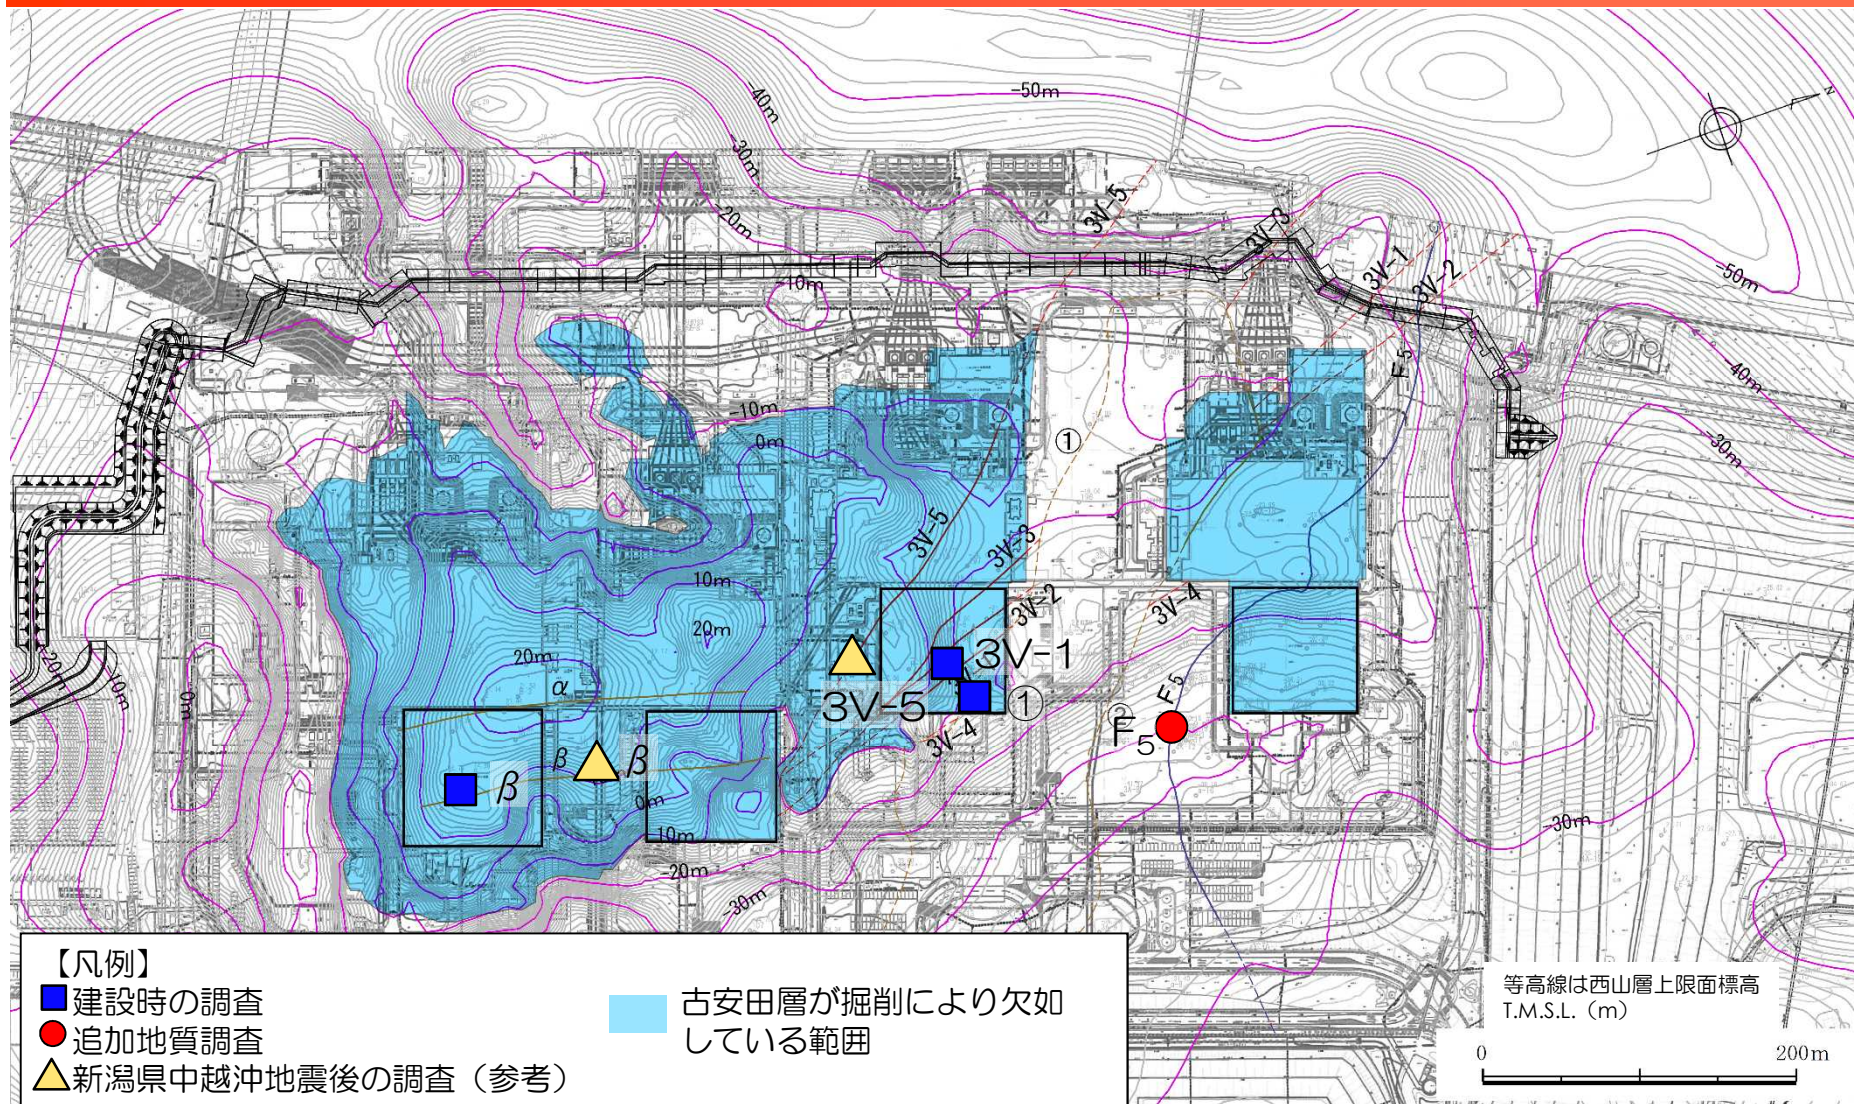 -50m
-40m
N
-30m
3V-5
-20m
3V-3
3V-1
3V-2
-50m
-10m
F5
-40m
-10m
0m
①
-30m
3V-5
3V-3
10m
3V-2
3V-4
20m
20m
3V-1
α
0m
-20m
-10m
3V-5
①
②
F5
F5
3V-4
β
β
β
0m
-10m
-30m
-20m
-30m
【凡例】
建設時の調査
追加地質調査
新潟県中越沖地震後の調査（参考）
古安田層が掘削により欠如
している範囲
等高線は西山層上限面標高
T.M.S.L.（m）
0 200m